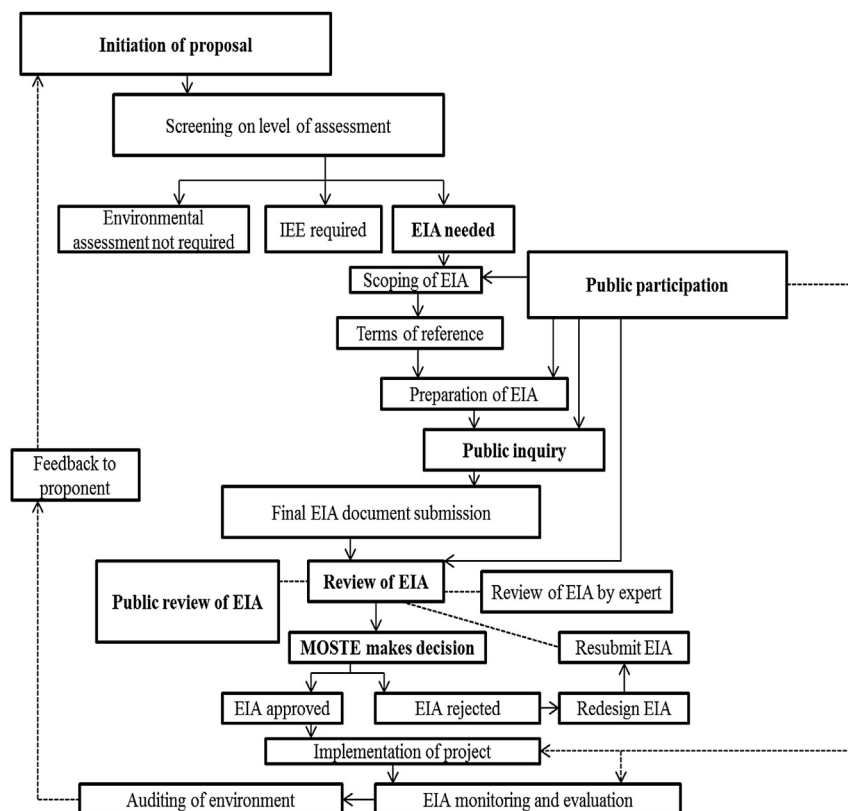 Initiation of proposal
Screening on level of assessment
Environmental
assessment not required
IEE required
EIA needed
Scoping of EIA
Public participation
Terms of reference
Preparation of EIA
Public inquiry
Feedback to
proponent
Final EIA document submission
Public review of EIA
Review of EIA
Review of EIA by expert
MOSTE makes decision
Resubmit EIA
EIA approved
EIA rejected
Redesign EIA
Implementation of project
Auditing of environment
EIA monitoring and evaluation